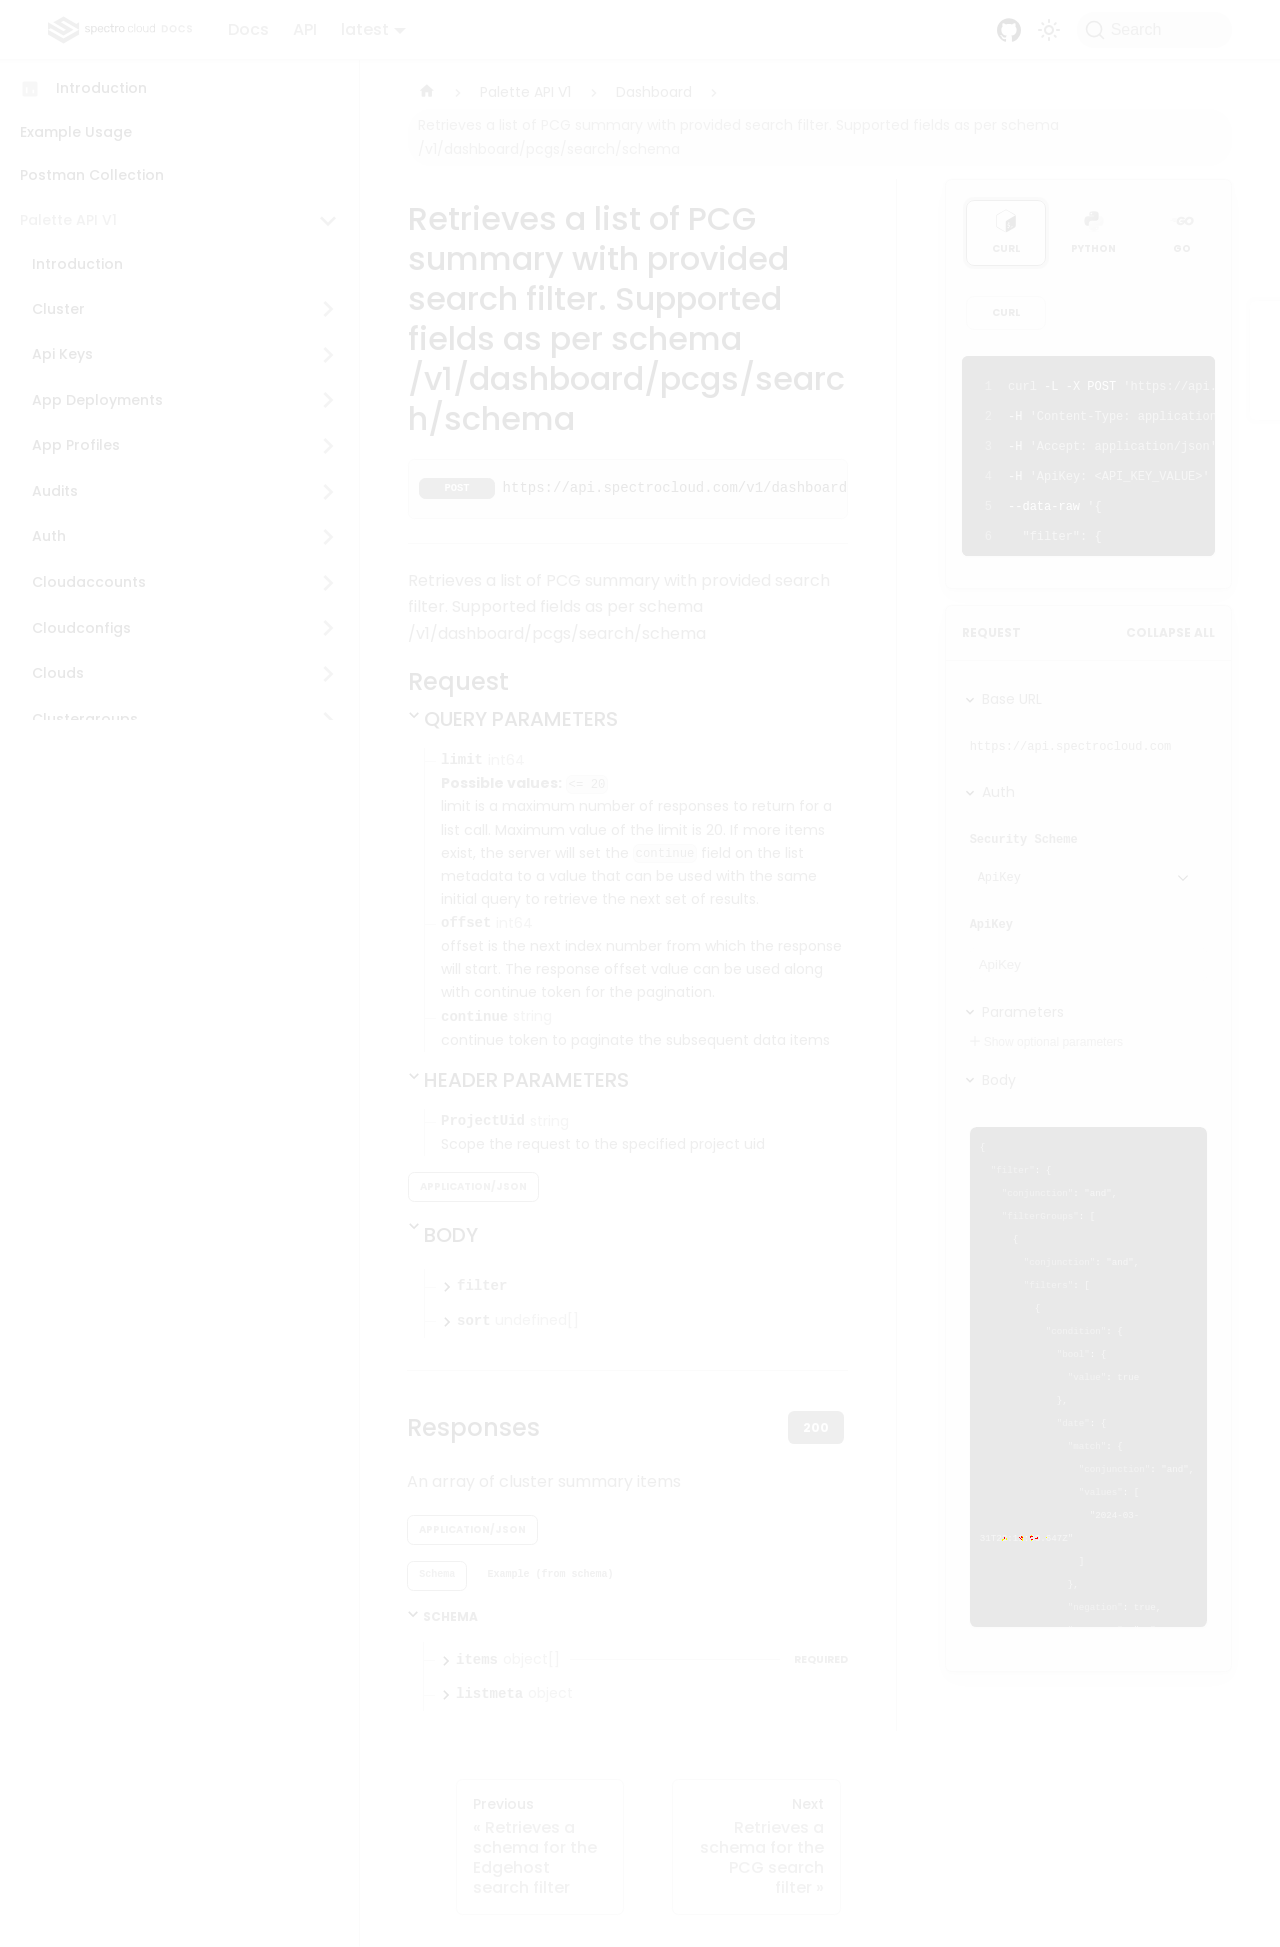 spectro cloud DOCS
Docs
API
latest
Search
Introduction
Example Usage
Postman Collection
Palette API V1
Introduction
Cluster
Api Keys
App Deployments
App Profiles
Audits
Auth
Cloudaccounts
Cloudconfigs
Clouds
Clustergroups
Palette API V1
Dashboard
Retrieves a list of PCG summary with provided search filter. Supported fields as per schema
/v1/dashboard/pcgs/search/schema
Retrieves a list of PCG
summary with provided
search filter. Supported
fields as per schema
/v1/dashboard/pcgs/searc
h/schema
POST https://api.spectrocloud.com/v1/dashboard
Retrieves a list of PCG summary with provided search
filter. Supported fields as per schema
/v1/dashboard/pcgs/search/schema
Request
QUERY PARAMETERS
limit int64
Possible values: <= 20
limit is a maximum number of responses to return for a
list call. Maximum value of the limit is 20. If more items
exist, the server will set the continue field on the list
metadata to a value that can be used with the same
initial query to retrieve the next set of results.
offset int64
offset is the next index number from which the response
will start. The response offset value can be used along
with continue token for the pagination.
continue string
continue token to paginate the subsequent data items
HEADER PARAMETERS
ProjectUid string
Scope the request to the specified project uid
APPLICATION/JSON
BODY
filter
sort undefined[]
Responses
200
An array of cluster summary items
APPLICATION/JSON
Schema
Example (from schema)
SCHEMA
items object[]
REQUIRED
listmeta object
Previous
« Retrieves a
schema for the
Edgehost
search filter
Next
Retrieves a
schema for the
PCG search
filter »
CURL
PYTHON
GO
CURL
1 curl -L -X POST 'https://api.
2 -H 'Content-Type: application
3 -H 'Accept: application/json'
4 -H 'ApiKey: <API_KEY_VALUE>'
5 --data-raw '{
6 "filter": {
REQUEST
COLLAPSE ALL
Base URL
https://api.spectrocloud.com
Auth
Security Scheme
ApiKey
ApiKey
ApiKey
Parameters
+ Show optional parameters
Body
{
"filter": {
"conjunction": "and",
"filterGroups": [
{
"conjunction": "and",
"filters": [
{
"condition": {
"bool": {
"value": true
},
"date": {
"match": {
"conjunction": "and",
"values": [
]
},
"negation": true,